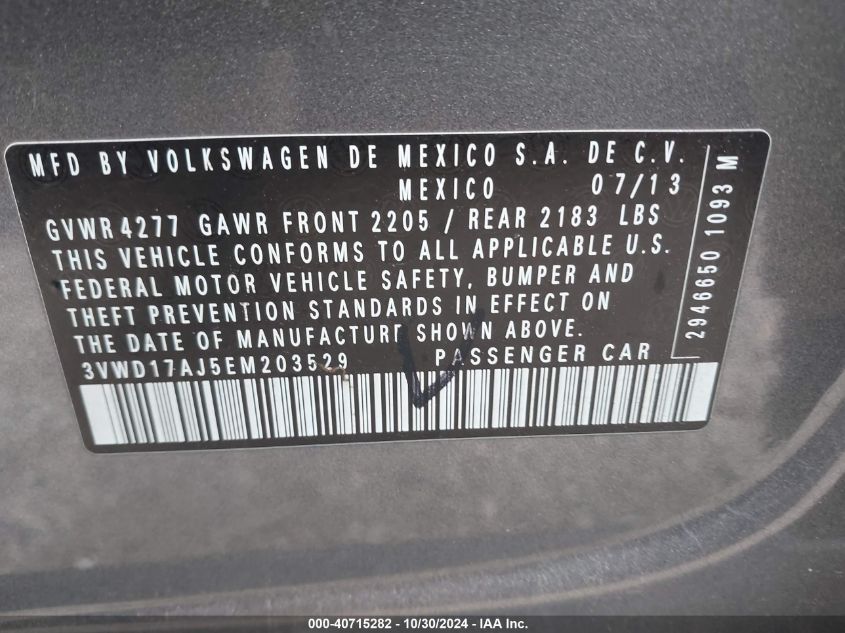 MFD BY VOLKSWAGEN DE MEXICO S.A. DE C.V.
MEXICO 07/13
GVWR 4277 GAWR FRONT 2205 / REAR 2183 LBS
THIS VEHICLE CONFORMS TO ALL APPLICABLE U.S.
FEDERAL MOTOR VEHICLE SAFETY, BUMPER AND
THEFT PREVENTION STANDARDS IN EFFECT ON
THE DATE OF MANUFACTURE SHOWN ABOVE.
3VWD17AJ5EM203529 PASSENGER CAR
2946650 1093 M
000-40715282 - 10/30/2024 - IAA Inc.